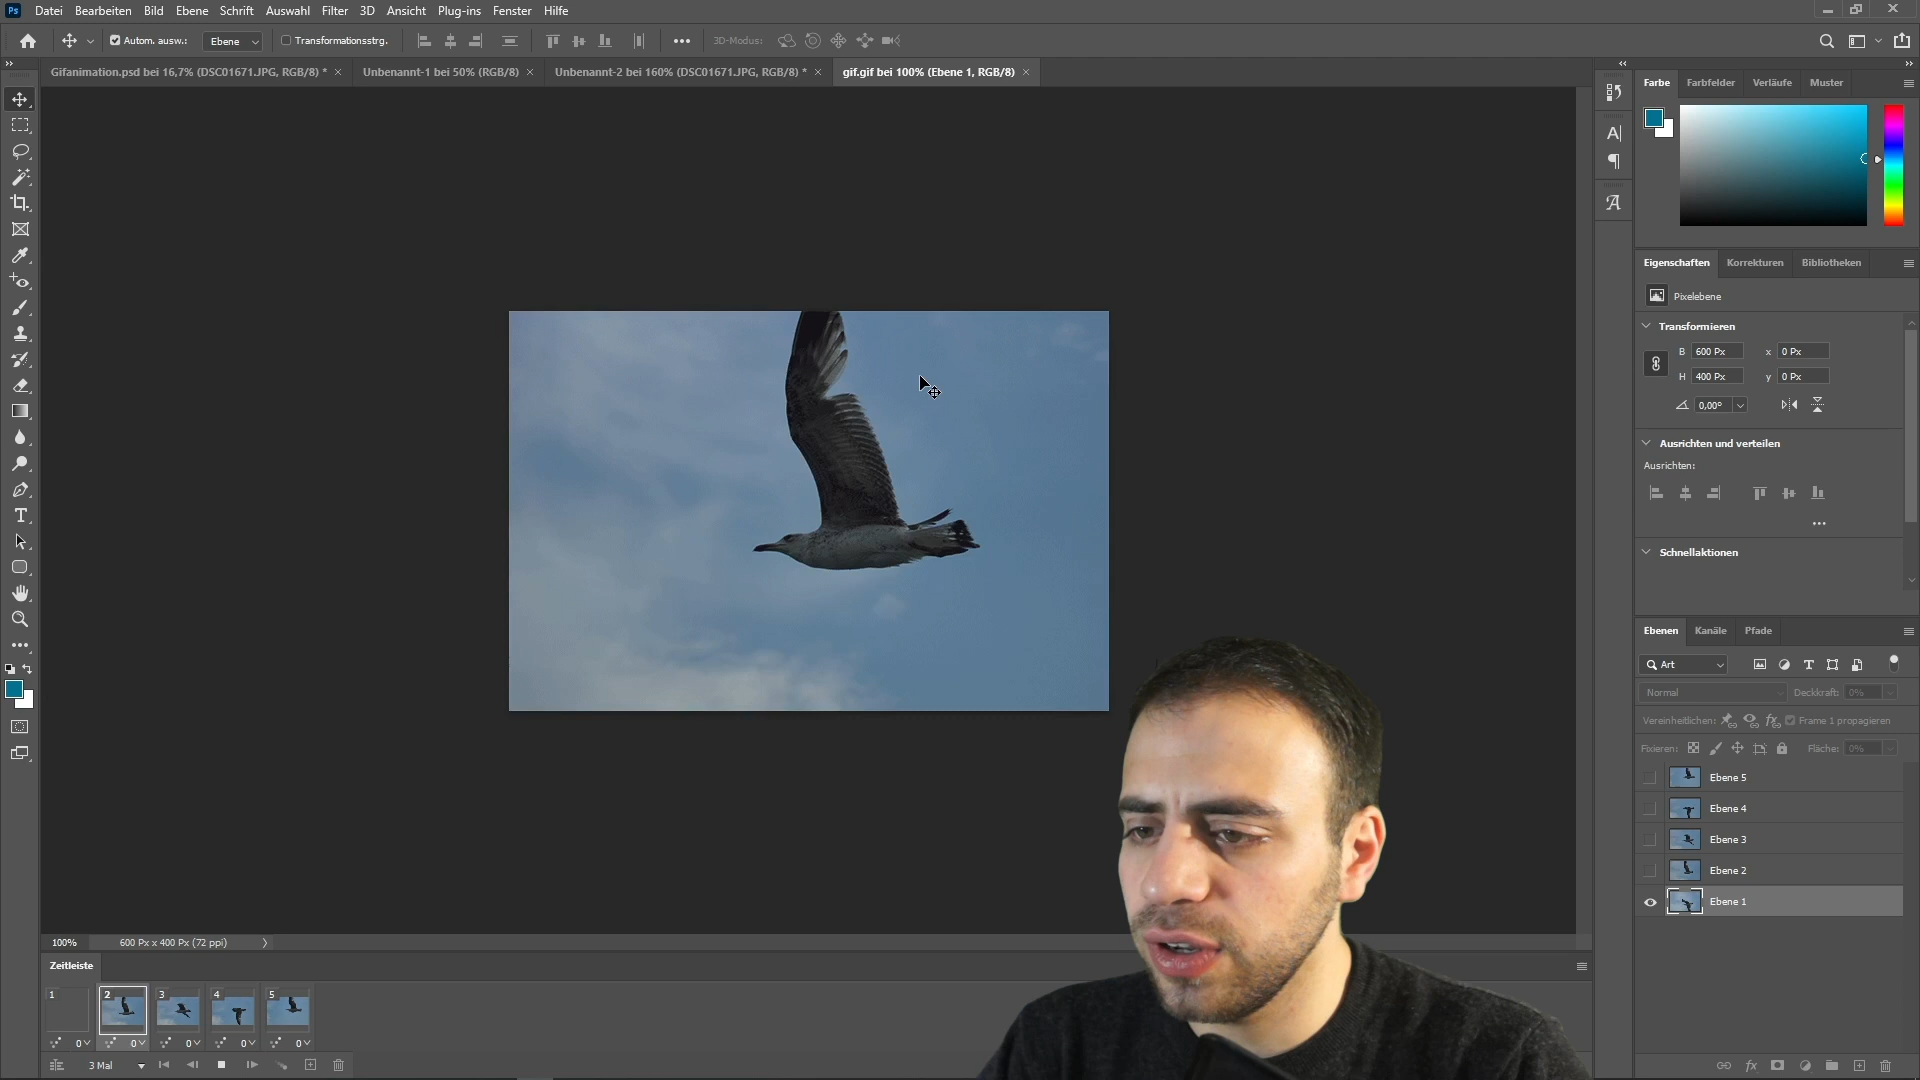 Ps Datei Bearbeiten Bild Ebene Schrift Auswahl Filter 3D Ansicht Plug-ins Fenster Hilfe
Autom. ausw.: Ebene Transformationsstrg. 3D-Modus:
Gifanimation.psd bei 16,7% (DSC01671.JPG, RGB/8) * Unbenannt-1 bei 50% (RGB/8) Unbenannt-2 bei 160% (DSC01671.JPG, RGB/8) * gif.gif bei 100% (Ebene 1, RGB/8)
Farbe Farbfelder Verläufe Muster
Eigenschaften Korrekturen Bibliotheken
Pixelebene
Transformieren
B 600 Px x 0 Px
H 400 Px y 0 Px
0,00°
Ausrichten und verteilen
Ausrichten:
Schnellaktionen
Ebenen Kanäle Pfade
Art
Normal Deckkraft: 0%
Vereinheitlichen: Frame 1 propagieren
Fixieren: Fläche: 0%
Ebene 5
Ebene 4
Ebene 3
Ebene 2
Ebene 1
100% 600 Px x 400 Px (72 ppi)
Zeitleiste
1 2 3 4 5
0 0 0 0 0
3 Mal